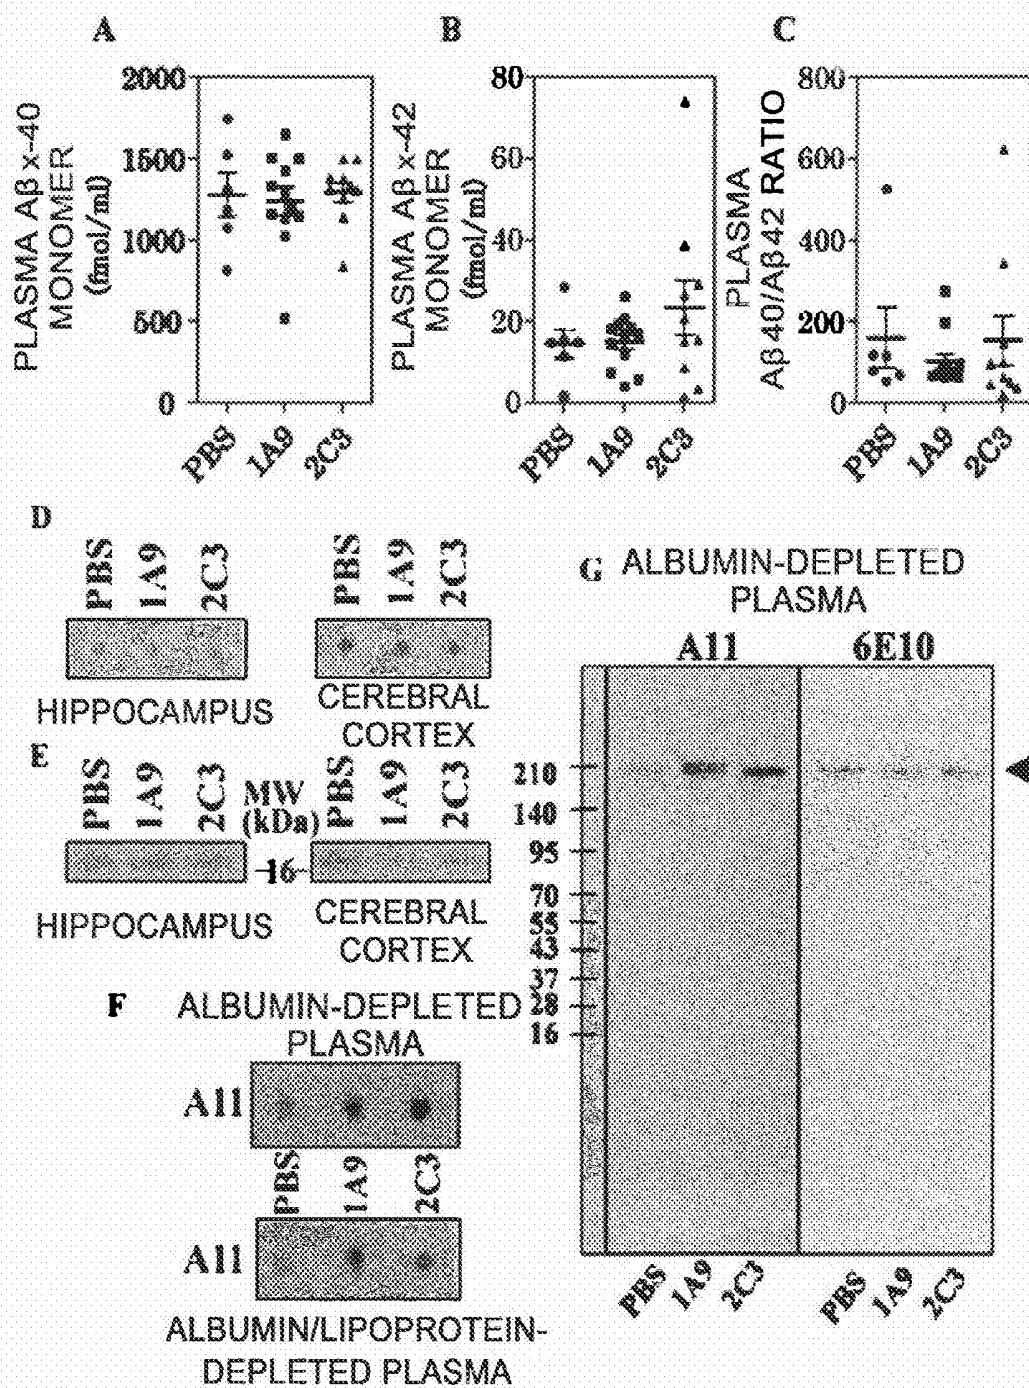 A
PLASMA Aβ x-40
MONOMER
(fmol/ml)
2000
1500
1000
500
0
PBS
1A9
2C3
B
PLASMA Aβ x-42
MONOMER
(fmol/ml)
80
60
40
20
0
PBS
1A9
2C3
C
PLASMA
Aβ40/Aβ42 RATIO
800
600
400
200
0
PBS
1A9
2C3
D
PBS
1A9
2C3
HIPPOCAMPUS
PBS
1A9
2C3
CEREBRAL
CORTEX
E
PBS
1A9
2C3
HIPPOCAMPUS
MW
(kDa)
16
PBS
1A9
2C3
CEREBRAL
CORTEX
F
ALBUMIN-DEPLETED
PLASMA
A11
PBS
1A9
2C3
A11
ALBUMIN/LIPOPROTEIN-
DEPLETED PLASMA
G
ALBUMIN-DEPLETED
PLASMA
A11
6E10
210
140
95
70
55
43
37
28
16
PBS
1A9
2C3
PBS
1A9
2C3